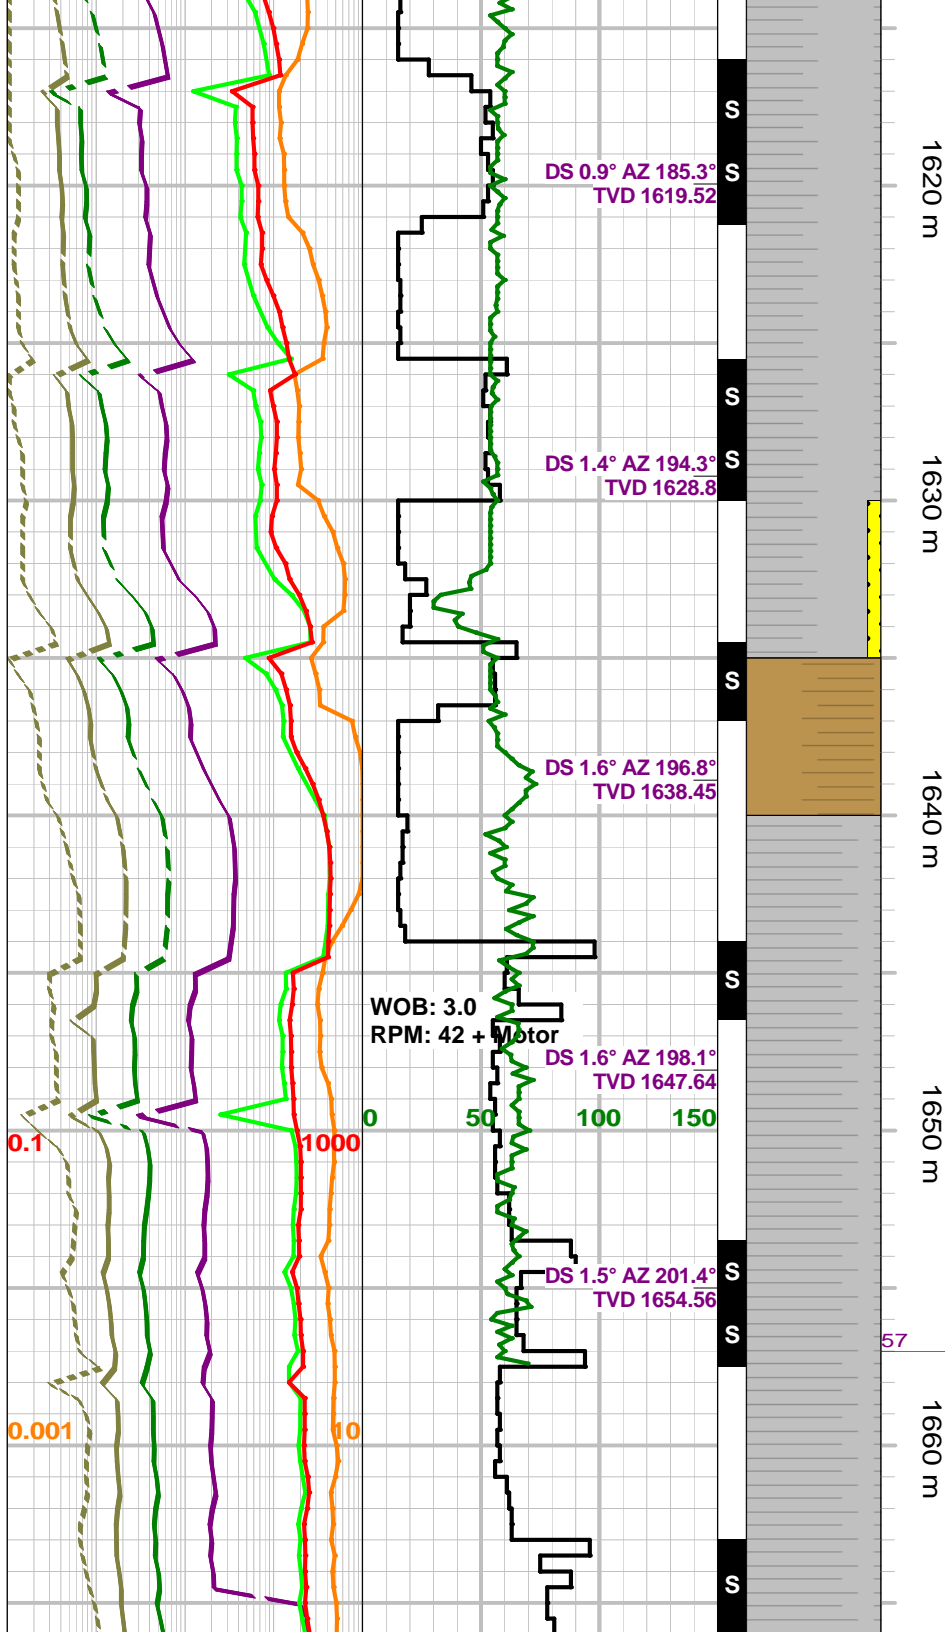 S
S
1620 m
DS 0.9° AZ 185.3°
TVD 1619.52
S
S
1630 m
DS 1.4° AZ 194.3°
TVD 1628.8
S
DS 1.6° AZ 196.8°
TVD 1638.45
1640 m
S
WOB: 3.0
RPM: 42 + Motor
DS 1.6° AZ 198.1°
TVD 1647.64
0 50 100 150
0.1 1000
1650 m
S
DS 1.5° AZ 201.4°
TVD 1654.56
S
57
0.001 10
1660 m
S